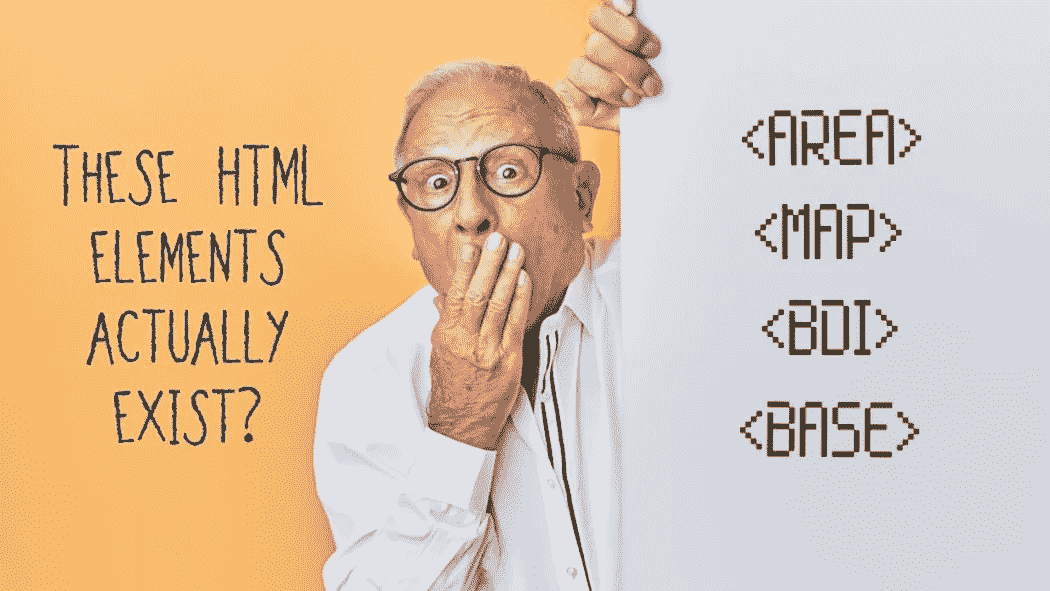 THESE HTML
ELEMENTS
ACTUALLY
EXIST?
<AREA>
<MAP>
<BDI>
<BASE>